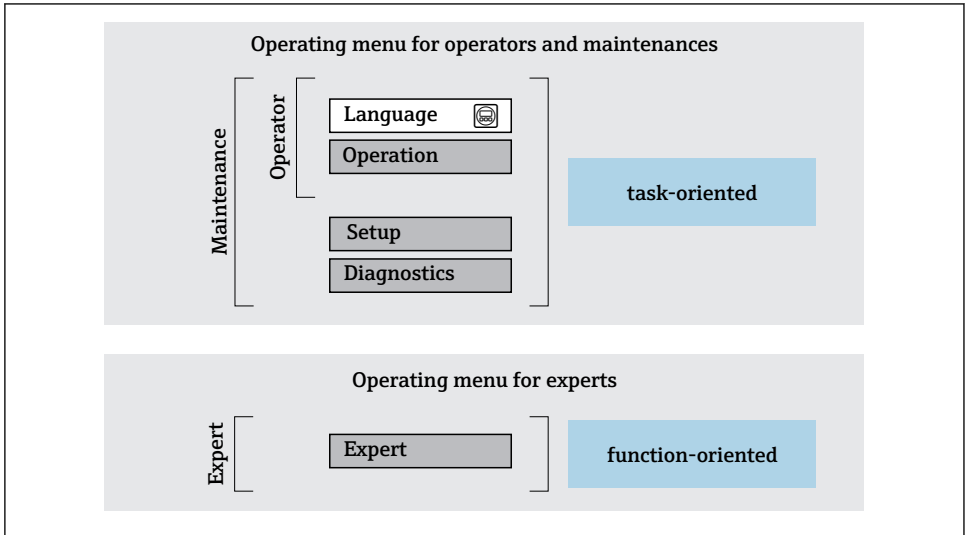 Operating menu for operators and maintenances
Maintenance
Operator
Language
Operation
Setup
Diagnostics
task-oriented
Operating menu for experts
Expert
Expert
function-oriented